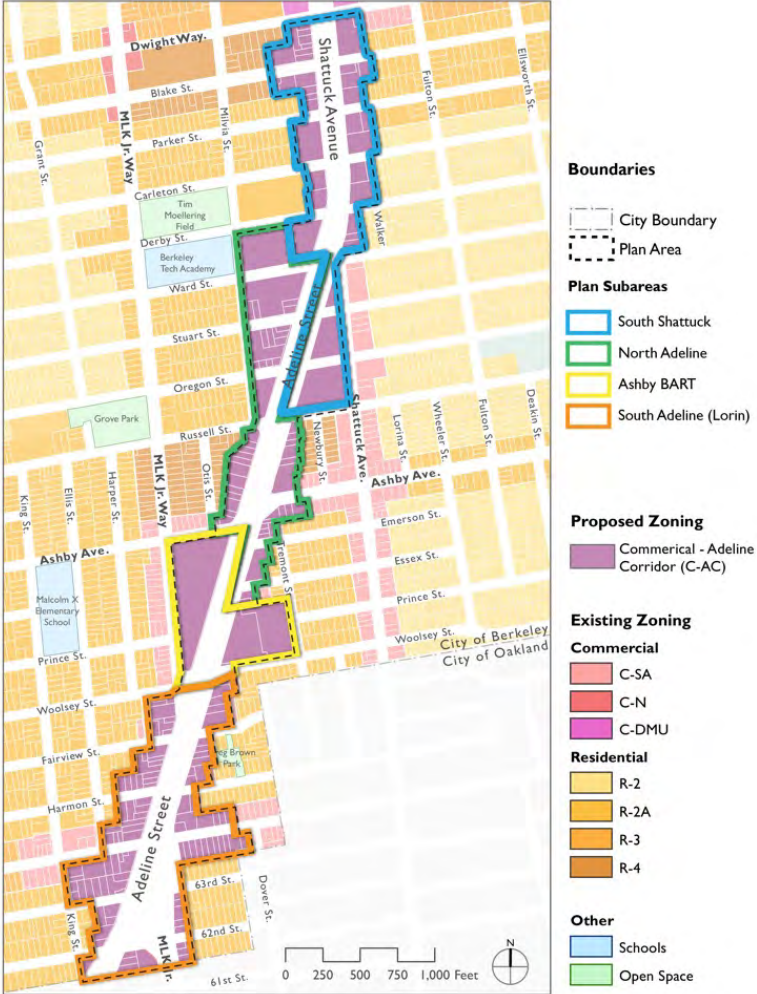 Dwight Way.
Shattuck Avenue
Ellsworth St.
Blake St.
Fulton St.
MLK Jr. Way
Milvia St.
Parker St.
Grant St.
Carleton St.
Tim
Moellering
Field
Walker
Derby St.
Berkeley
Tech Academy
Ward St.
Adeline Street
Stuart St.
Oregon St.
Grove Park
Russell St.
Shattuck Ave.
Newbury St.
Lorina St.
Wheeler St.
Fulton St.
Deakin St.
MLK Jr. Way
Otis St.
Harper St.
Ellis St.
King St.
Ashby Ave.
Emerson St.
Ashby Ave.
Tremont St.
Essex St.
Malcolm X
Elementary
School
Prince St.
Woolsey St.
City of Berkeley
City of Oakland
Prince St.
Woolsey St.
Fairview St.
eg Brown
Park
Harmon St.
Adeline Street
63rd St.
Dover St.
King St.
62nd St.
MLK Jr.
61st St.
0 250 500 750 1,000 Feet
N
Boundaries
City Boundary
Plan Area
Plan Subareas
South Shattuck
North Adeline
Ashby BART
South Adeline (Lorin)
Proposed Zoning
Commerical - Adeline
Corridor (C-AC)
Existing Zoning
Commercial
C-SA
C-N
C-DMU
Residential
R-2
R-2A
R-3
R-4
Other
Schools
Open Space